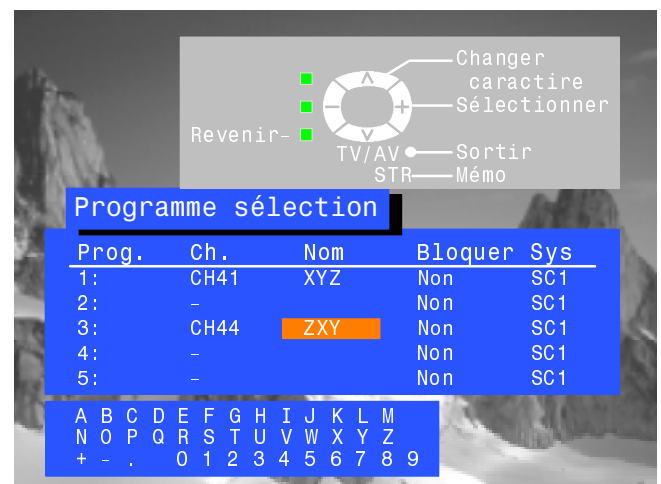 Changer
caractire
Sélectionner
Revenir-
TV/AV Sortir
STR Mémo
Programme sélection
Prog. Ch. Nom Bloquer Sys
1: CH41 XYZ Non SC1
2: - Non SC1
3: CH44 ZXY Non SC1
4: - Non SC1
5: - Non SC1
A B C D E F G H I J K L M
N O P Q R S T U V W X Y Z
+ - . 0 1 2 3 4 5 6 7 8 9